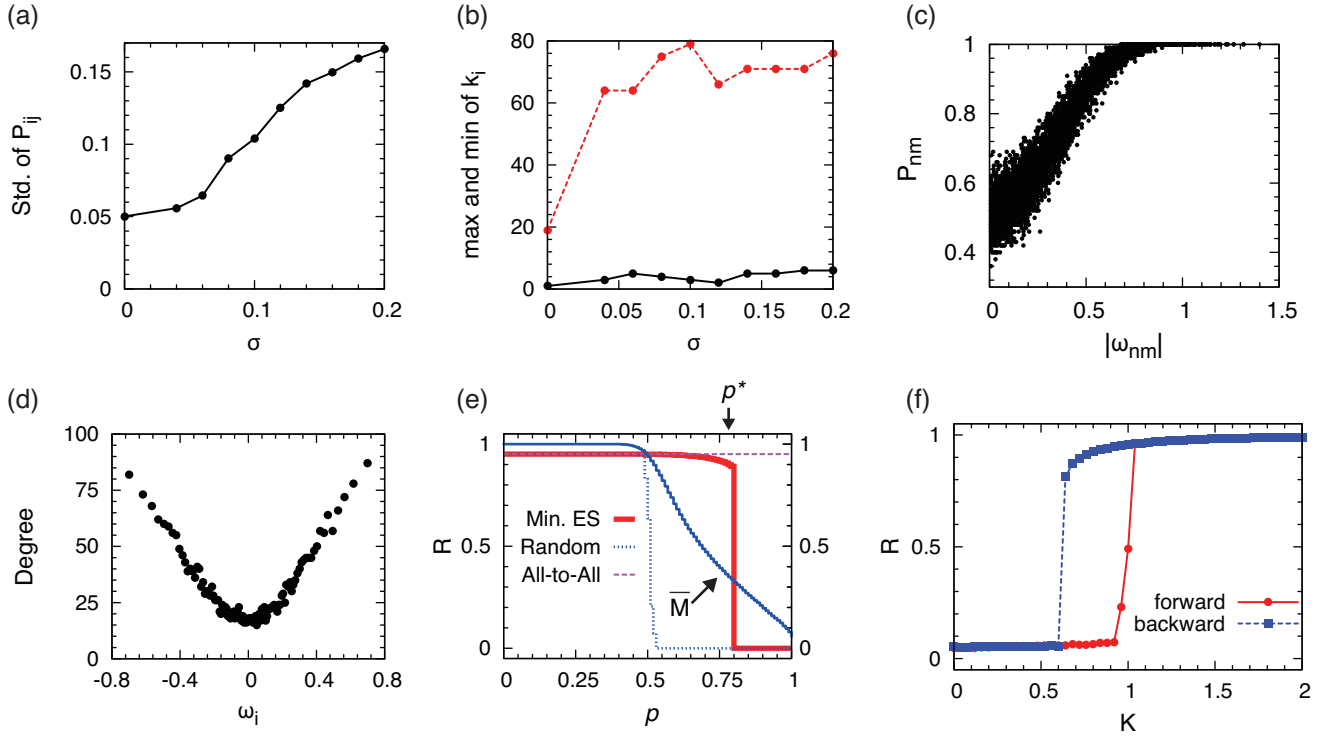 (a)
Std. of P_ij
0.15
0.1
0.05
0
0
0.1
0.2
σ
(b)
max and min of k_i
80
60
40
20
0
0
0.05
0.1
0.15
0.2
σ
(c)
P_nm
1
0.8
0.6
0.4
0
0.5
1
1.5
|ω_nm|
(d)
Degree
100
75
50
25
0
-0.8
-0.4
0
0.4
0.8
ω_i
(e)
p*
R
1
0.5
0
1
0.5
0
Min. ES
Random
All-to-All
M̅
0
0.25
0.5
0.75
1
p
(f)
R
1
0.5
0
forward
backward
0
0.5
1
1.5
2
K